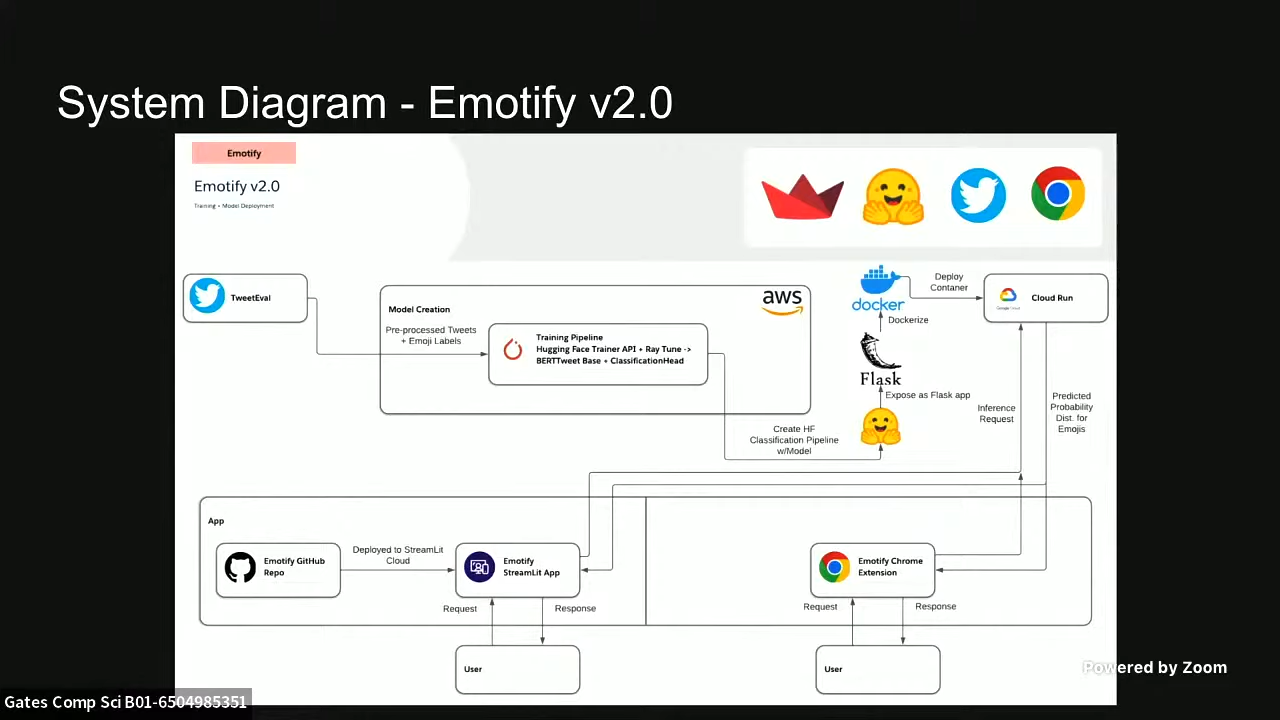 System Diagram - Emotify v2.0
Emotify
Emotify v2.0
Training + Model Deployment
TweetEval
Model Creation
aws
Pre-processed Tweets
+ Emoji Labels
Training Pipeline
Hugging Face Trainer API + Ray Tune ->
BERTTweet Base + ClassificationHead
docker
Deploy
Contaner
Google Cloud
Cloud Run
Dockerize
Flask
Expose as Flask app
Create HF
Classification Pipeline
w/Model
Inference
Request
Predicted
Probability
Dist. for
Emojis
App
Emotify GitHub
Repo
Deployed to StreamLit
Cloud
Emotify
StreamLit App
Emotify Chrome
Extension
Request
Response
Request
Response
User
User
Powered by Zoom
Gates Comp Sci B01-6504985351